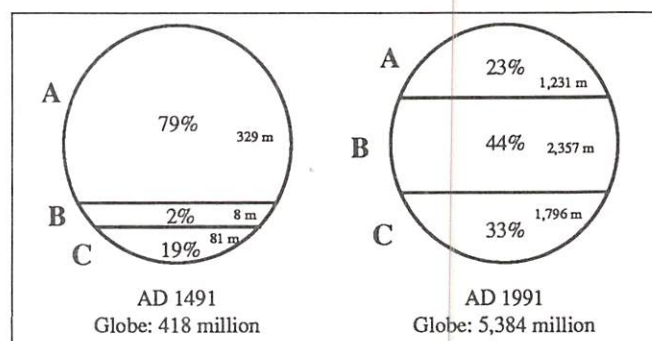 A
79%
329 m
B
2%
8 m
C
19%
81 m
AD 1491
Globe: 418 million
A
23%
1,231 m
B
44%
2,357 m
C
33%
1,796 m
AD 1991
Globe: 5,384 million